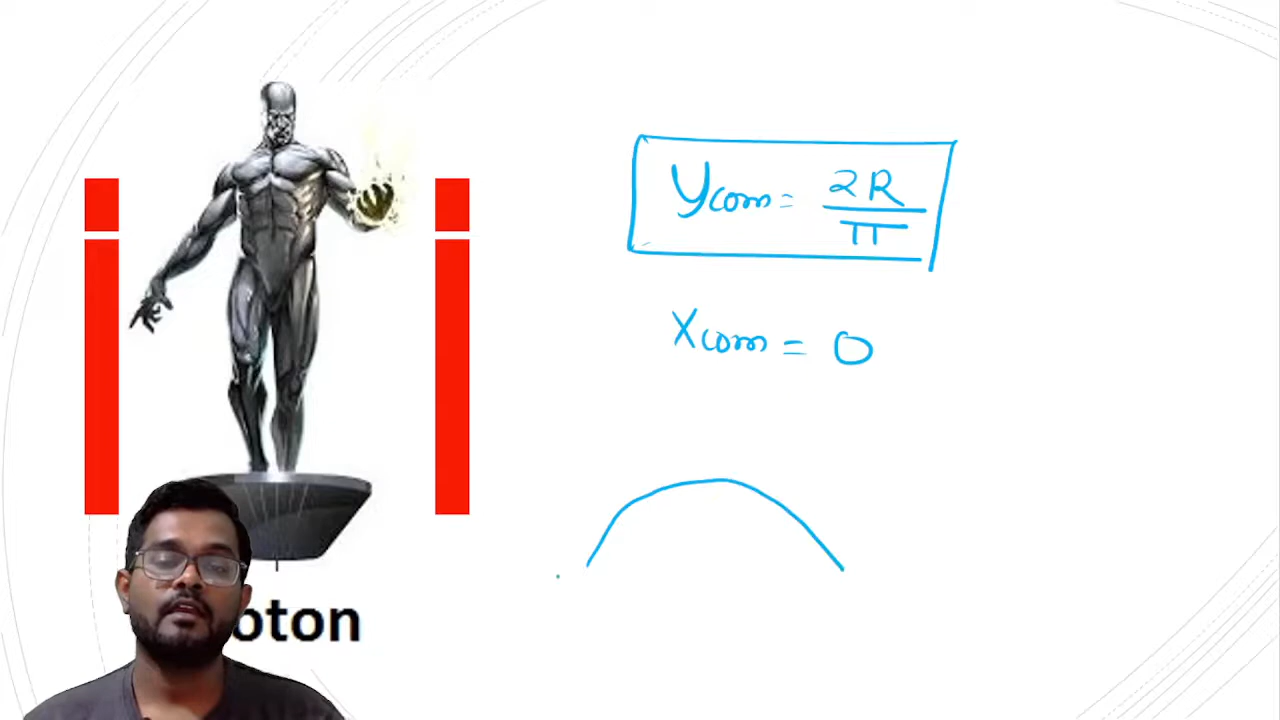 Ycom = 2R/π
Xcom = 0
oton